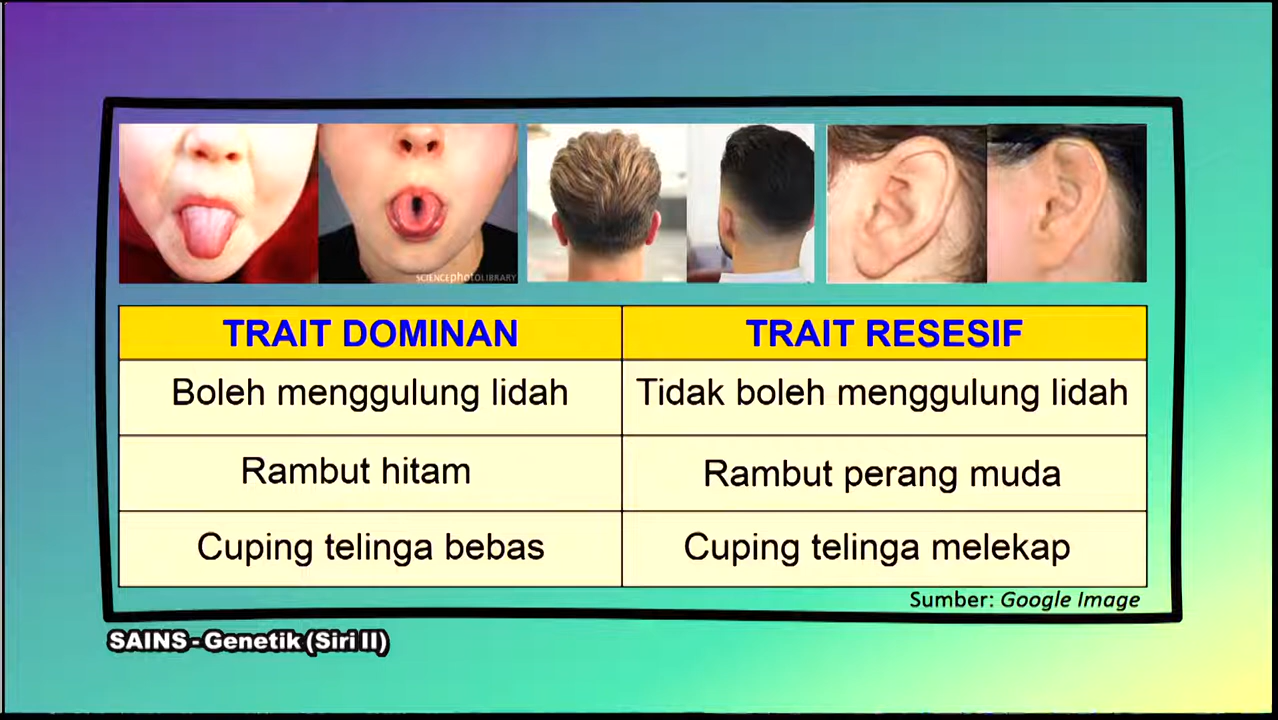 SCIENCEphotoLIBRARY
TRAIT DOMINAN
TRAIT RESESIF
Boleh menggulung lidah
Tidak boleh menggulung lidah
Rambut hitam
Rambut perang muda
Cuping telinga bebas
Cuping telinga melekap
Sumber: Google Image
SAINS - Genetik (Siri II)